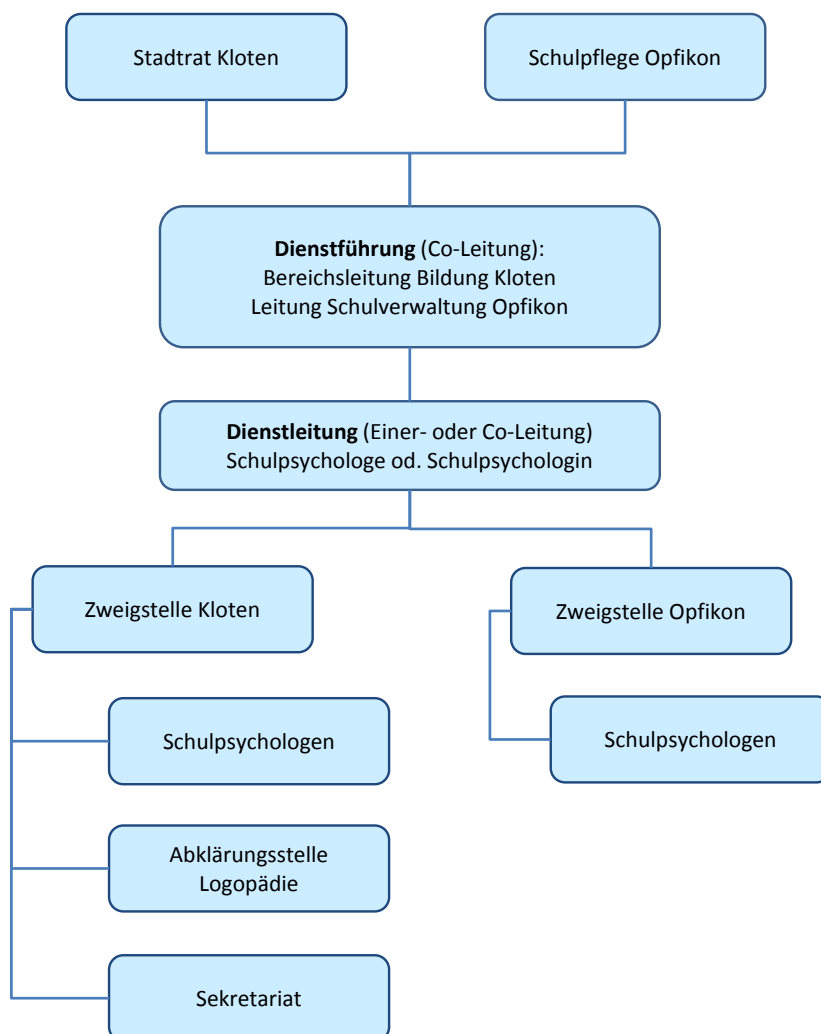 Stadtrat Kloten
Schulpflege Opfikon
Dienstführung (Co-Leitung):
Bereichsleitung Bildung Kloten
Leitung Schulverwaltung Opfikon
Dienstleitung (Einer- oder Co-Leitung)
Schulpsychologe od. Schulpsychologin
Zweigstelle Kloten
Zweigstelle Opfikon
Schulpsychologen
Schulpsychologen
Abklärungsstelle
Logopädie
Sekretariat